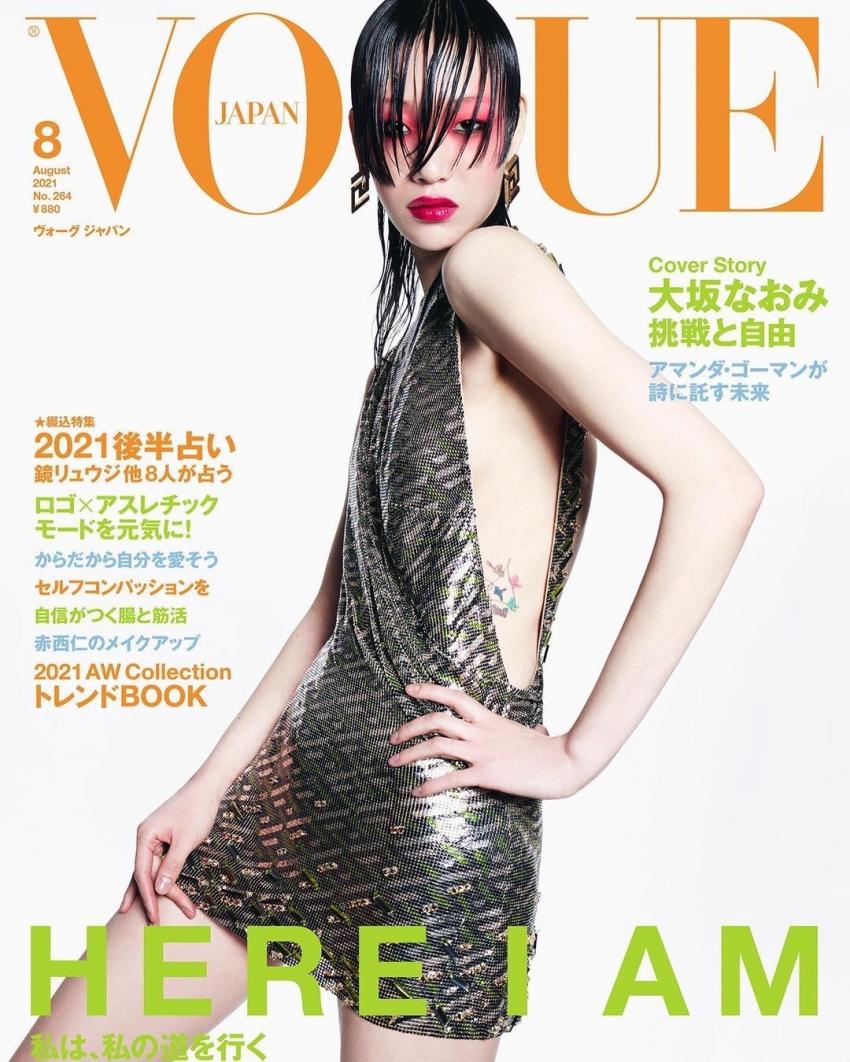 VOGUE
JAPAN
®
8
August
2021
No. 264
¥880
ヴォーグ ジャパン
Cover Story
大坂なおみ
挑戦と自由
アマンダ・ゴーマンが
詩に託す未来
★綴込特集
2021後半占い
鏡リュウジ他8人が占う
ロゴ×アスレチック
モードを元気に!
からだから自分を愛そう
セルフコンパッションを
自信がつく腸と筋活
赤西仁のメイクアップ
2021 AW Collection
トレンドBOOK
HERE I AM
私は、私の道を行く